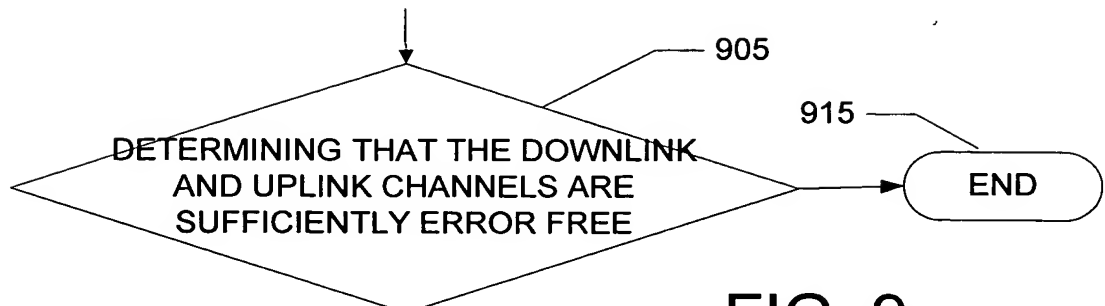 905
915
DETERMINING THAT THE DOWNLINK
AND UPLINK CHANNELS ARE
SUFFICIENTLY ERROR FREE
END